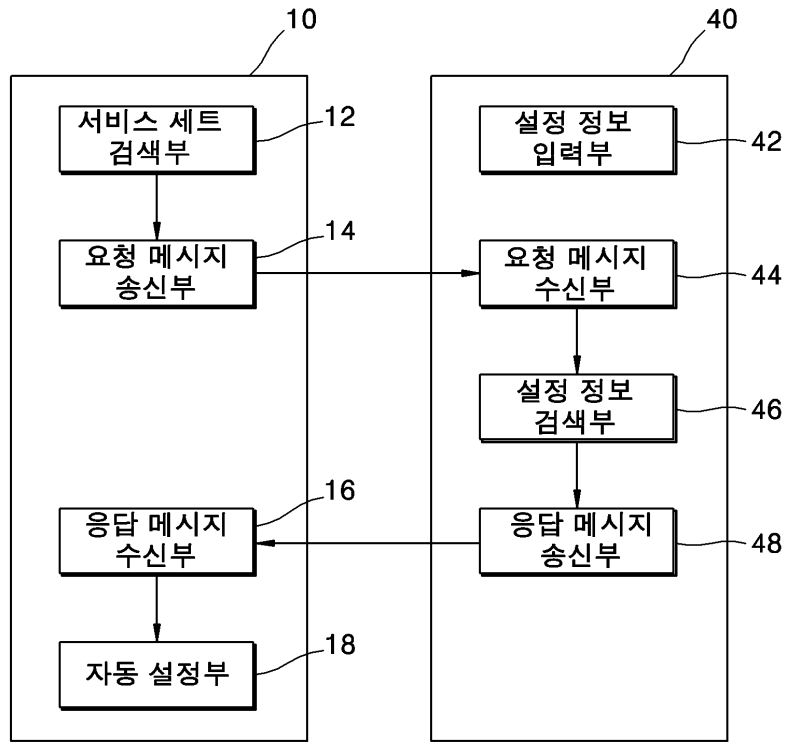 10
40
서비스 세트
검색부
12
설정 정보
입력부
42
요청 메시지
송신부
14
요청 메시지
수신부
44
설정 정보
검색부
46
응답 메시지
수신부
16
응답 메시지
송신부
48
자동 설정부
18